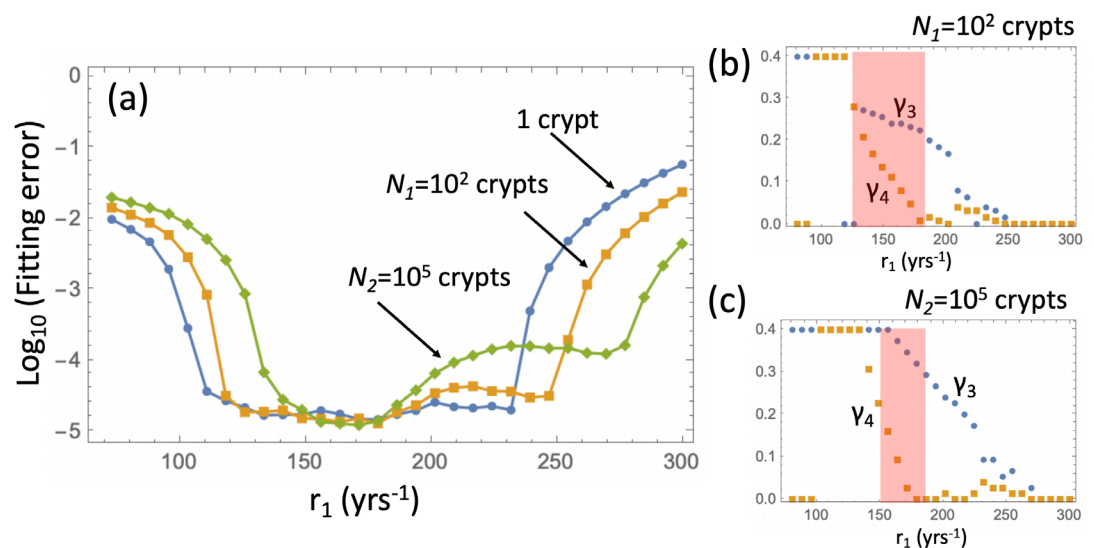 (a)
Log₁₀ (Fitting error)
0
−1
−2
−3
−4
−5
1 crypt
N₁=10² crypts
N₂=10⁵ crypts
100
150
200
250
300
r₁ (yrs⁻¹)
(b)
N₁=10² crypts
0.4
0.3
0.2
0.1
0.0
γ₃
γ₄
100
150
200
250
300
r₁ (yrs⁻¹)
(c)
N₂=10⁵ crypts
0.4
0.3
0.2
0.1
0.0
γ₃
γ₄
100
150
200
250
300
r₁ (yrs⁻¹)